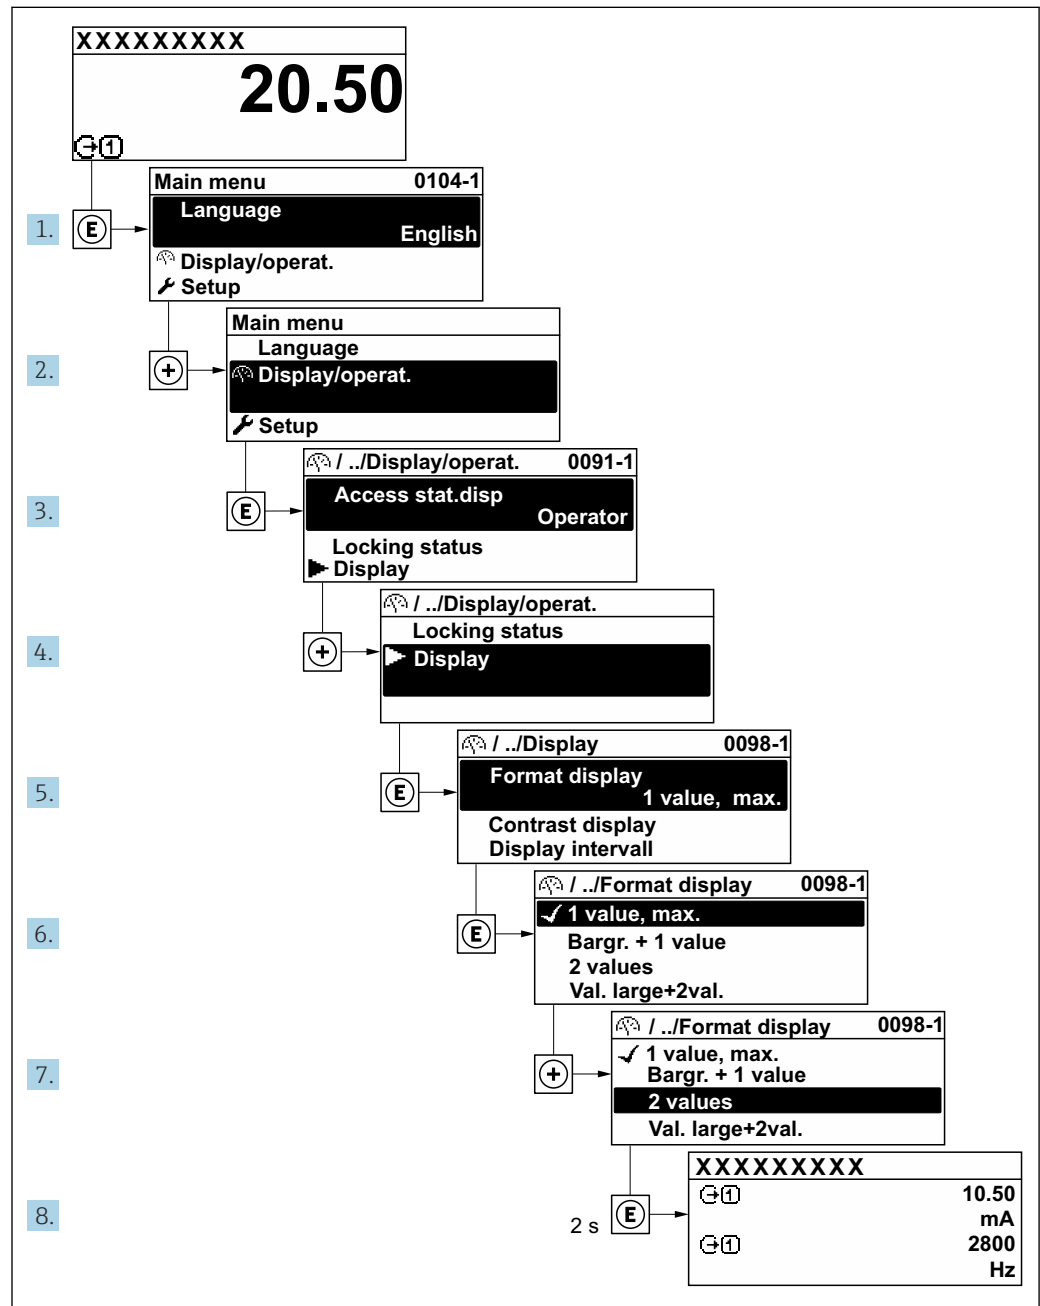 XXXXXXXXX
20.50
1
Main menu 0104-1
Language
English
1. E
Display/operat.
Setup
Main menu
Language
2. + Display/operat.
Setup
/ ../Display/operat. 0091-1
Access stat.disp
3. E Operator
Locking status
Display
/ ../Display/operat.
Locking status
4. + Display
/ ../Display 0098-1
Format display
5. E 1 value, max.
Contrast display
Display intervall
/ ../Format display 0098-1
1 value, max.
6. E Bargr. + 1 value
2 values
Val. large+2val.
/ ../Format display 0098-1
1 value, max.
7. + Bargr. + 1 value
2 values
Val. large+2val.
XXXXXXXXX
1 10.50
8. 2 s E mA
1 2800
Hz